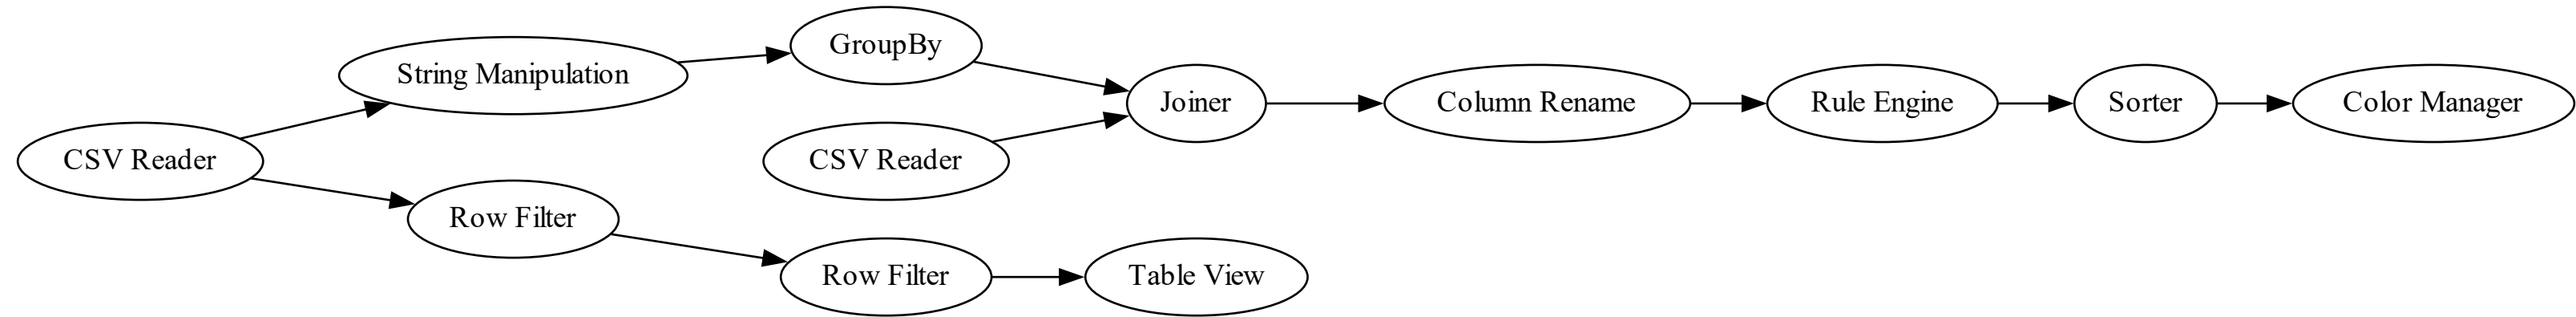 CSV Reader
String Manipulation
GroupBy
Joiner
CSV Reader
Column Rename
Rule Engine
Sorter
Color Manager
Row Filter
Row Filter
Table View